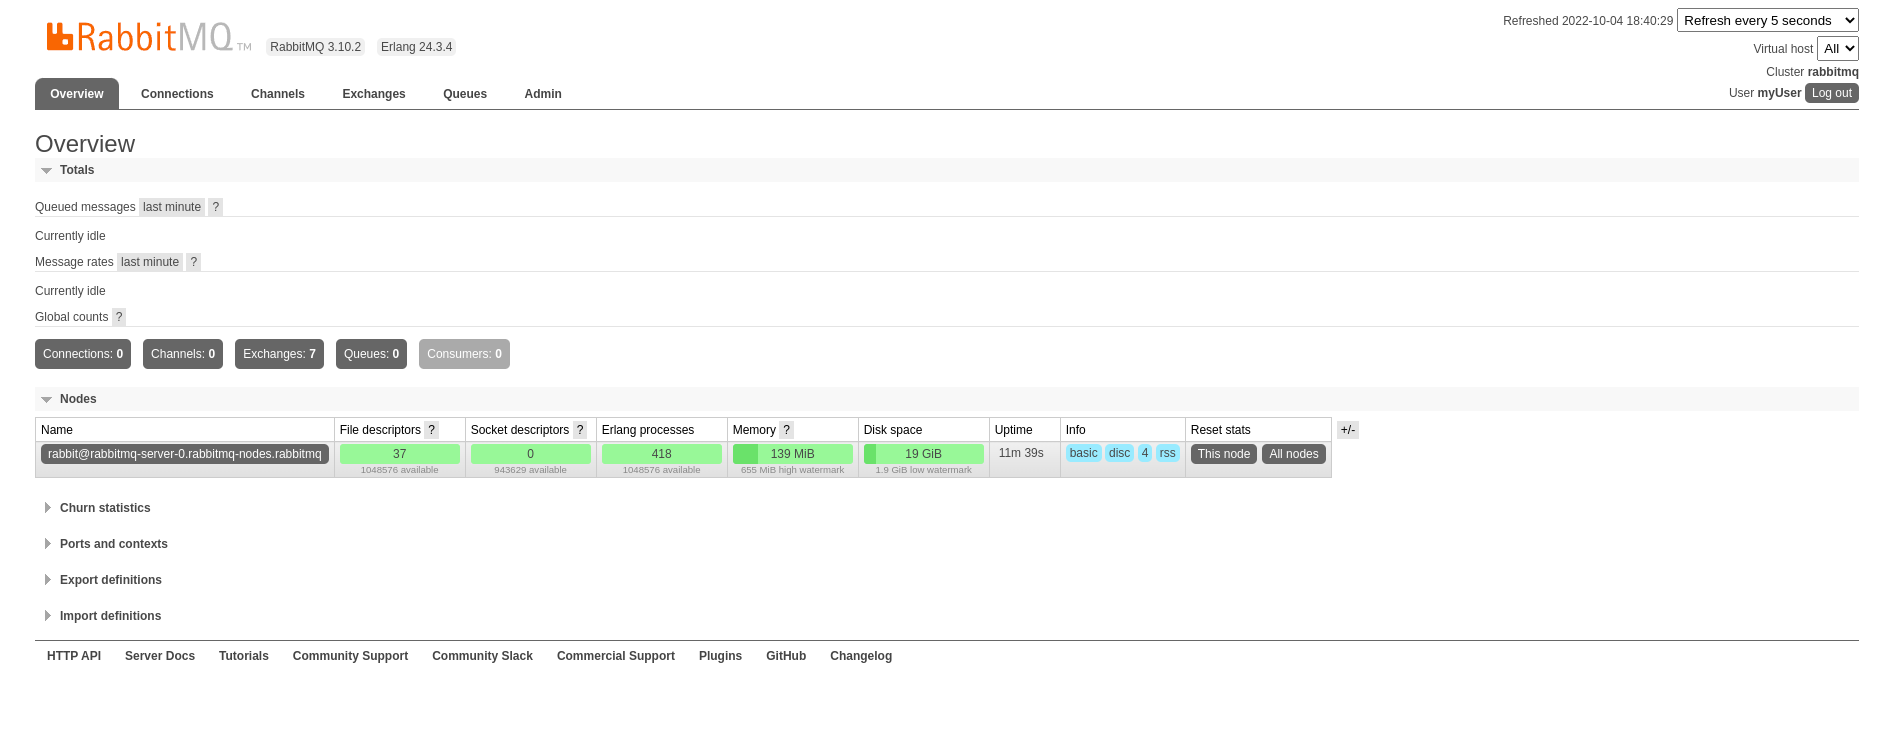 RabbitMQ TM RabbitMQ 3.10.2 Erlang 24.3.4
Refreshed 2022-10-04 18:40:29 Refresh every 5 seconds
Virtual host All
Cluster rabbitmq
User myUser Log out
Overview Connections Channels Exchanges Queues Admin
Overview
Totals
Queued messages last minute ?
Currently idle
Message rates last minute ?
Currently idle
Global counts ?
Connections: 0 Channels: 0 Exchanges: 7 Queues: 0 Consumers: 0
Nodes
Name File descriptors ? Socket descriptors ? Erlang processes Memory ? Disk space Uptime Info Reset stats +/-
rabbit@rabbitmq-server-0.rabbitmq-nodes.rabbitmq 37 0 418 139 MiB 19 GiB 11m 39s basic disc 4 rss This node All nodes
1048576 available 943629 available 1048576 available 655 MiB high watermark 1.9 GiB low watermark
Churn statistics
Ports and contexts
Export definitions
Import definitions
HTTP API Server Docs Tutorials Community Support Community Slack Commercial Support Plugins GitHub Changelog